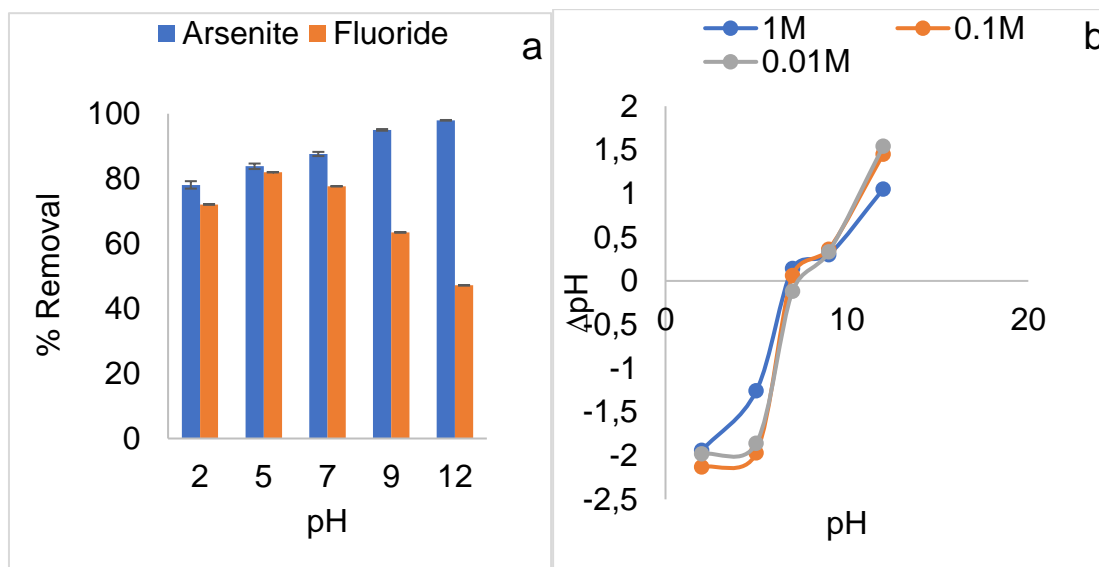 Arsenite Fluoride
a
100
80
60
40
20
0
% Removal
2 5 7 9 12
pH
1M 0.1M
0.01M
b
2
1,5
1
0,5
0
-0,5
-1
-1,5
-2
-2,5
ΔpH
0 10 20
pH